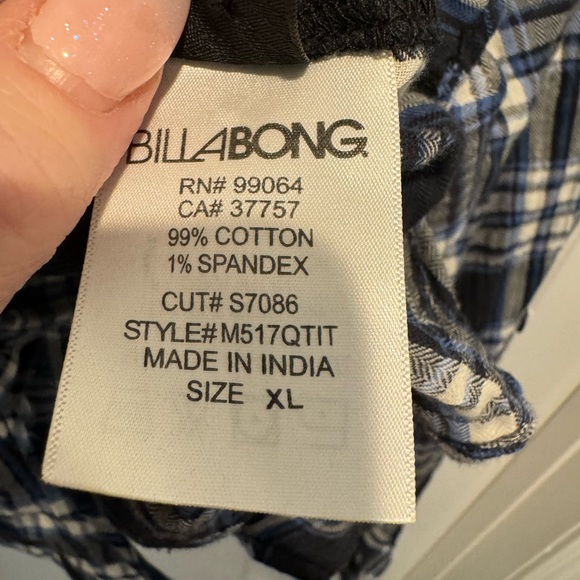 BILLABONG
RN# 99064
CA# 37757
99% COTTON
1% SPANDEX
CUT# S7086
STYLE# M517QTIT
MADE IN INDIA
SIZE XL